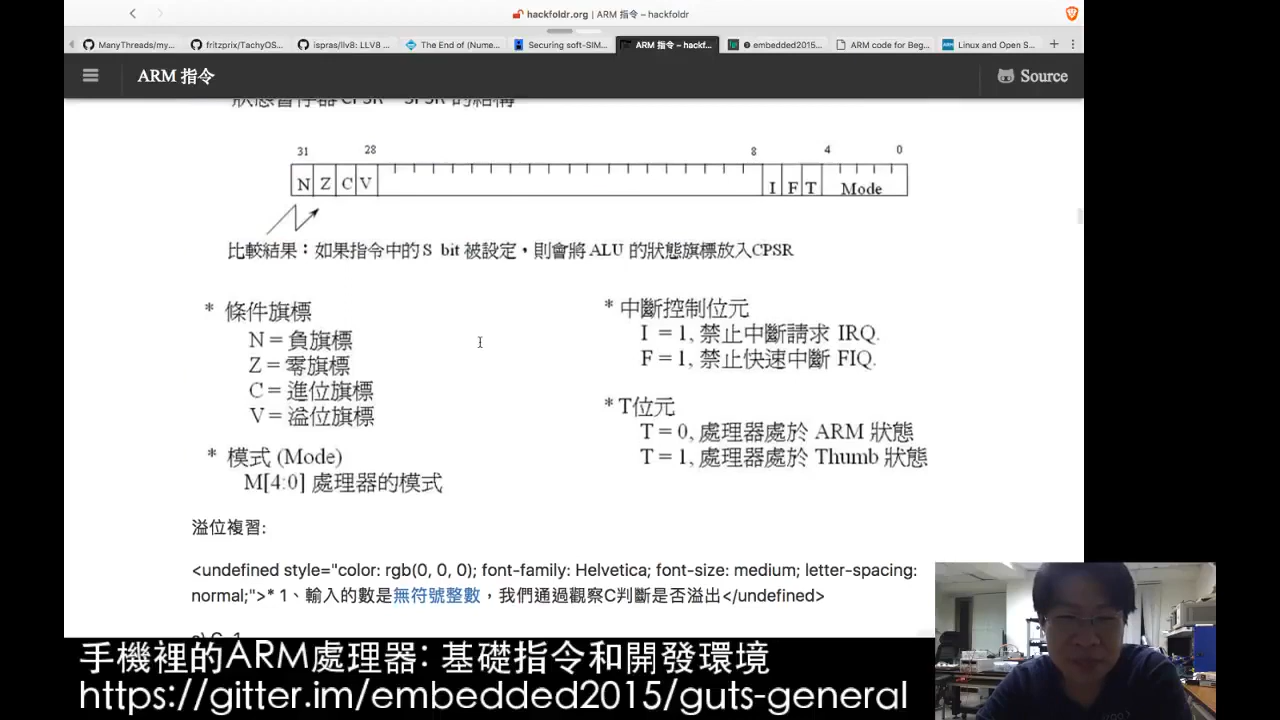 hackfoldr.org | ARM 指令 – hackfoldr
ManyThreads/my...
fritzprix/TachyOS...
ispras/llv8: LLV8 ...
The End of (Nume...
Securing soft-SIM...
ARM 指令 – hackf...
embedded2015...
ARM code for Beg...
Linux and Open S...
ARM 指令
Source
狀態暫存器 CPSR、SPSR 的結構
31 28 8 4 0
N Z C V I F T Mode
比較結果：如果指令中的 S bit 被設定，則會將 ALU 的狀態旗標放入CPSR
* 條件旗標
N = 負旗標
Z = 零旗標
C = 進位旗標
V = 溢位旗標
* 模式 (Mode)
M[4:0] 處理器的模式
* 中斷控制位元
I = 1, 禁止中斷請求 IRQ.
F = 1, 禁止快速中斷 FIQ.
* T位元
T = 0, 處理器處於 ARM 狀態
T = 1, 處理器處於 Thumb 狀態
溢位複習:
<undefined style="color: rgb(0, 0, 0); font-family: Helvetica; font-size: medium; letter-spacing:
normal;">* 1、輸入的數是無符號整數，我們通過觀察C判斷是否溢出</undefined>
手機裡的ARM處理器: 基礎指令和開發環境
https://gitter.im/embedded2015/guts-general